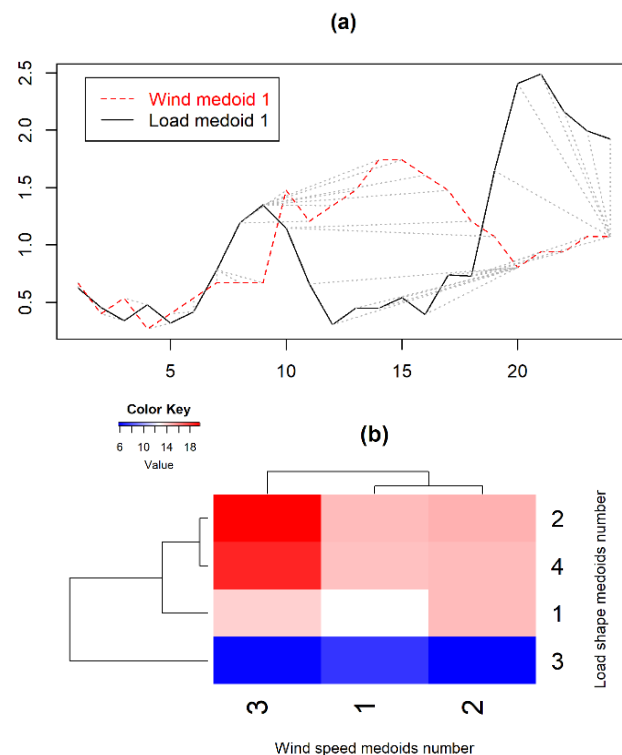 (a)
2.5
2.0
1.5
1.0
0.5
Wind medoid 1
Load medoid 1
5 10 15 20
Color Key
6 10 14 18
Value
(b)
2
4
1
3
Load shape medoids number
3 1 2
Wind speed medoids number